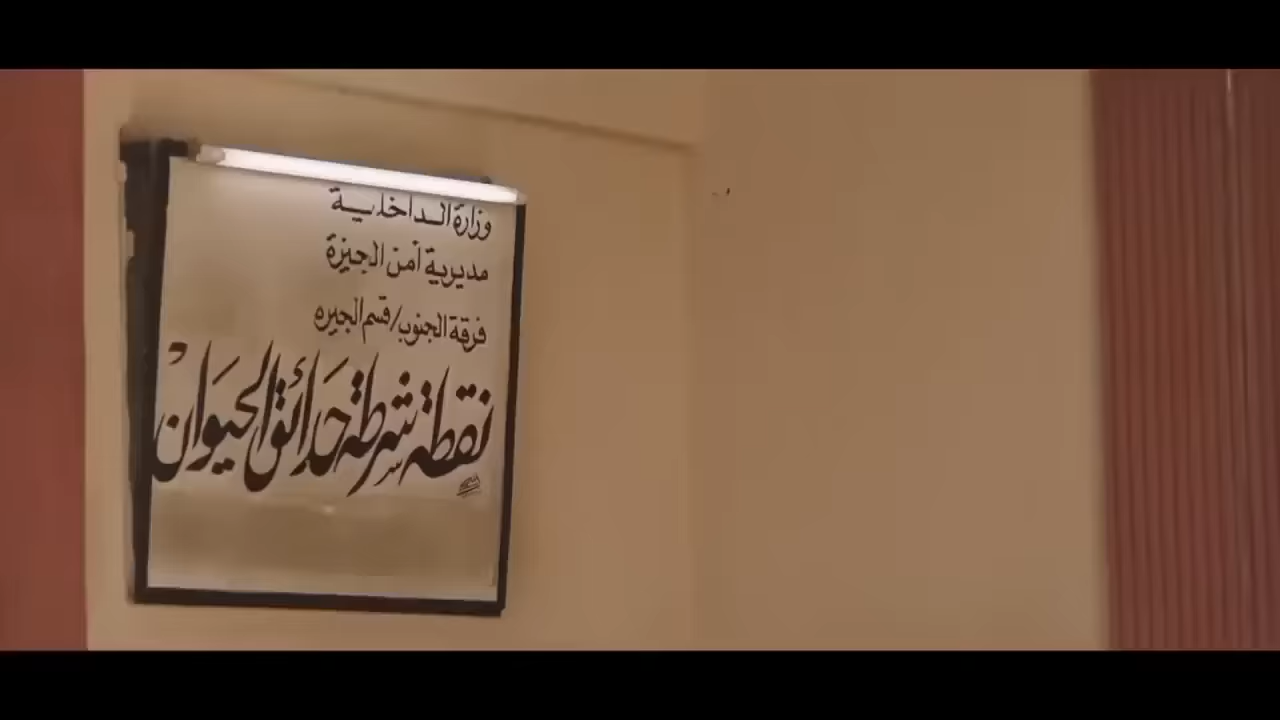 وزارة الداخلية
مديرية أمن الجيزة
فرقة الجنوب/قسم الجيزه
نقطة شرطة حدائق الحيوان